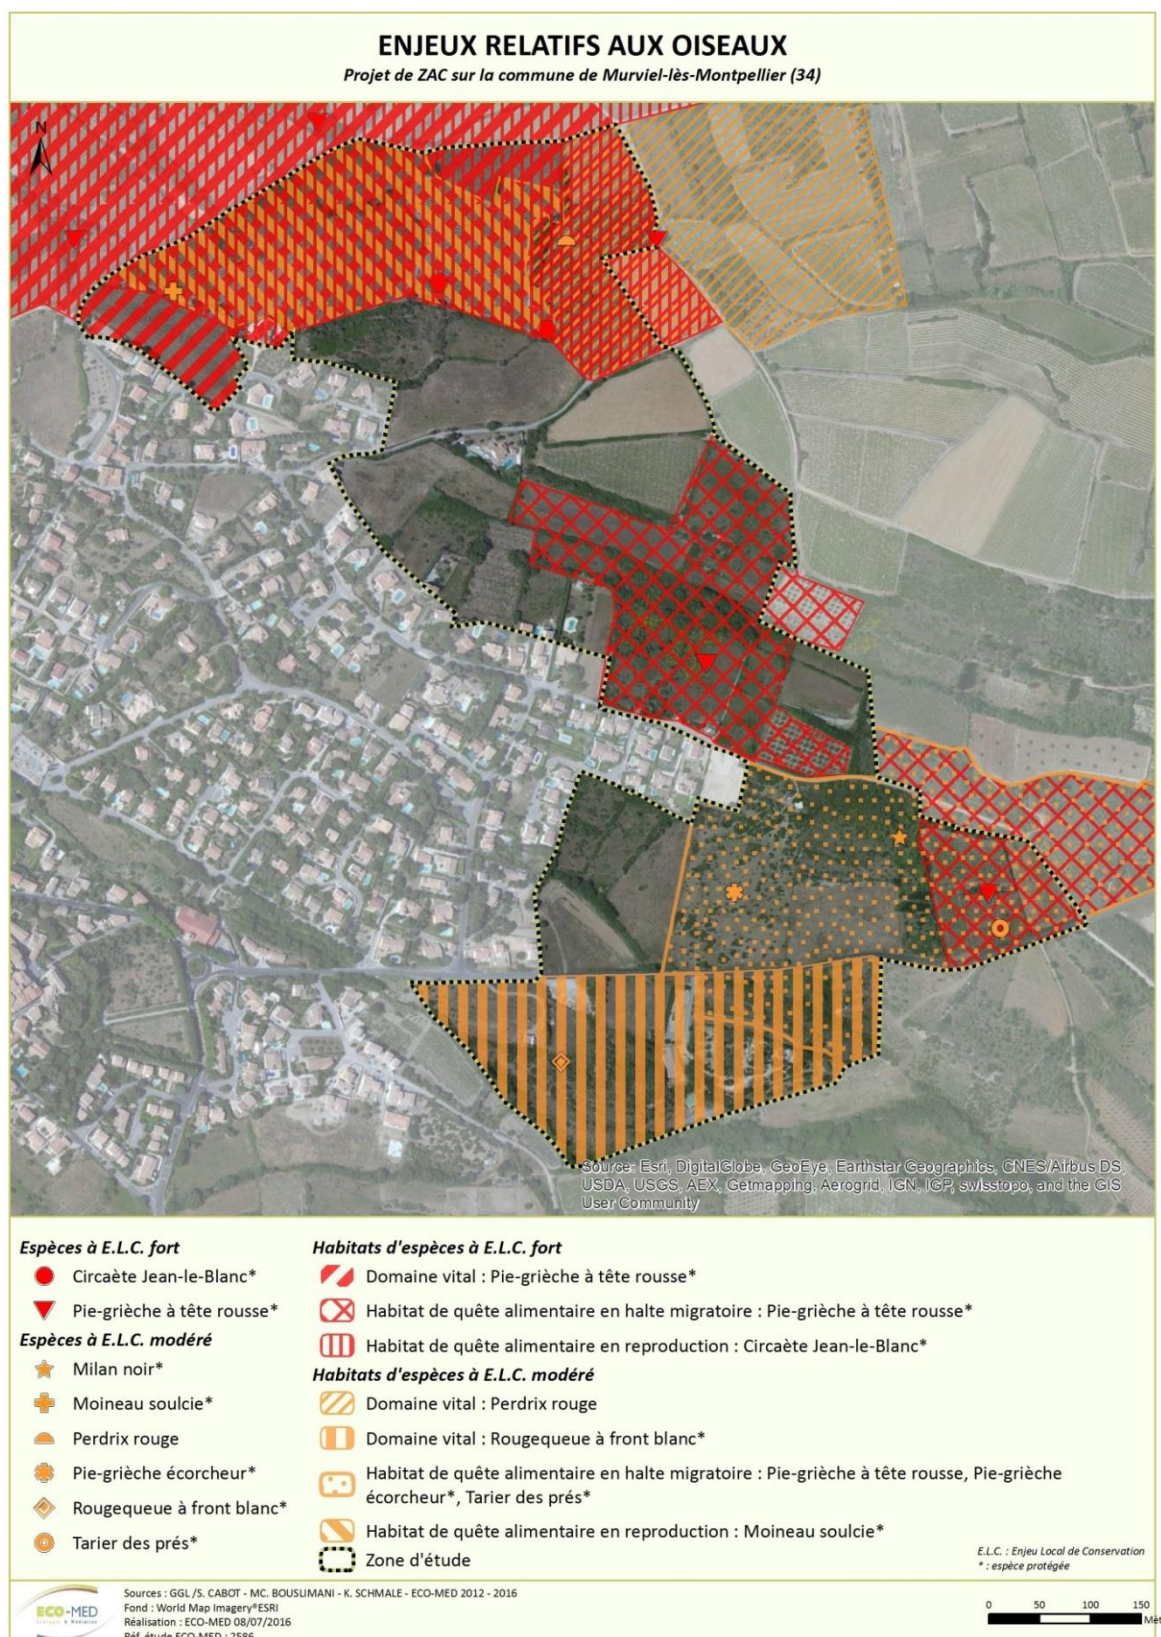 ENJEUX RELATIFS AUX OISEAUX
Projet de ZAC sur la commune de Murviel-lès-Montpellier (34)
N
Source: Esri, DigitalGlobe, GeoEye, Earthstar Geographics, CNES/Airbus DS,
USDA, USGS, AEX, Getmapping, Aerogrid, IGN, IGP, swisstopo, and the GIS
User Community
Espèces à E.L.C. fort
Circaète Jean-le-Blanc*
Pie-grièche à tête rousse*
Espèces à E.L.C. modéré
Milan noir*
Moineau soulcie*
Perdrix rouge
Pie-grièche écorcheur*
Rougequeue à front blanc*
Tarier des prés*
Habitats d'espèces à E.L.C. fort
Domaine vital : Pie-grièche à tête rousse*
Habitat de quête alimentaire en halte migratoire : Pie-grièche à tête rousse*
Habitat de quête alimentaire en reproduction : Circaète Jean-le-Blanc*
Habitats d'espèces à E.L.C. modéré
Domaine vital : Perdrix rouge
Domaine vital : Rougequeue à front blanc*
Habitat de quête alimentaire en halte migratoire : Pie-grièche à tête rousse, Pie-grièche
écorcheur*, Tarier des prés*
Habitat de quête alimentaire en reproduction : Moineau soulcie*
Zone d'étude
E.L.C. : Enjeu Local de Conservation
* : espèce protégée
ECO-MED
Sources : GGL /S. CABOT - MC. BOUSLIMANI - K. SCHMALE - ECO-MED 2012 - 2016
Fond : World Map Imagery®ESRI
Réalisation : ECO-MED 08/07/2016
Réf. étude ECO-MED : 2586
0 50 100 150
Mèt